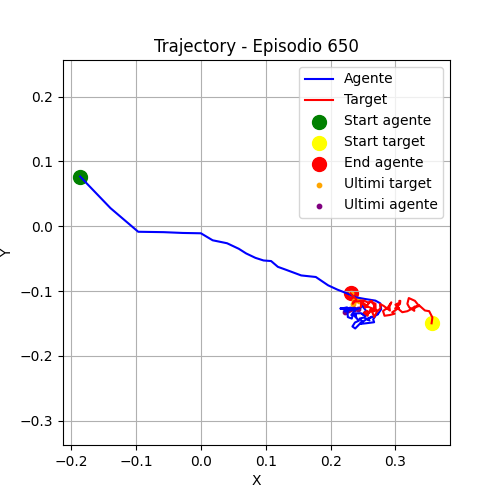 Trajectory - Episodio 650
Agente
Target
Start agente
Start target
End agente
Ultimi target
Ultimi agente
0.2
0.1
0.0
−0.1
−0.2
−0.3
Y
−0.2
−0.1
0.0
0.1
0.2
0.3
X